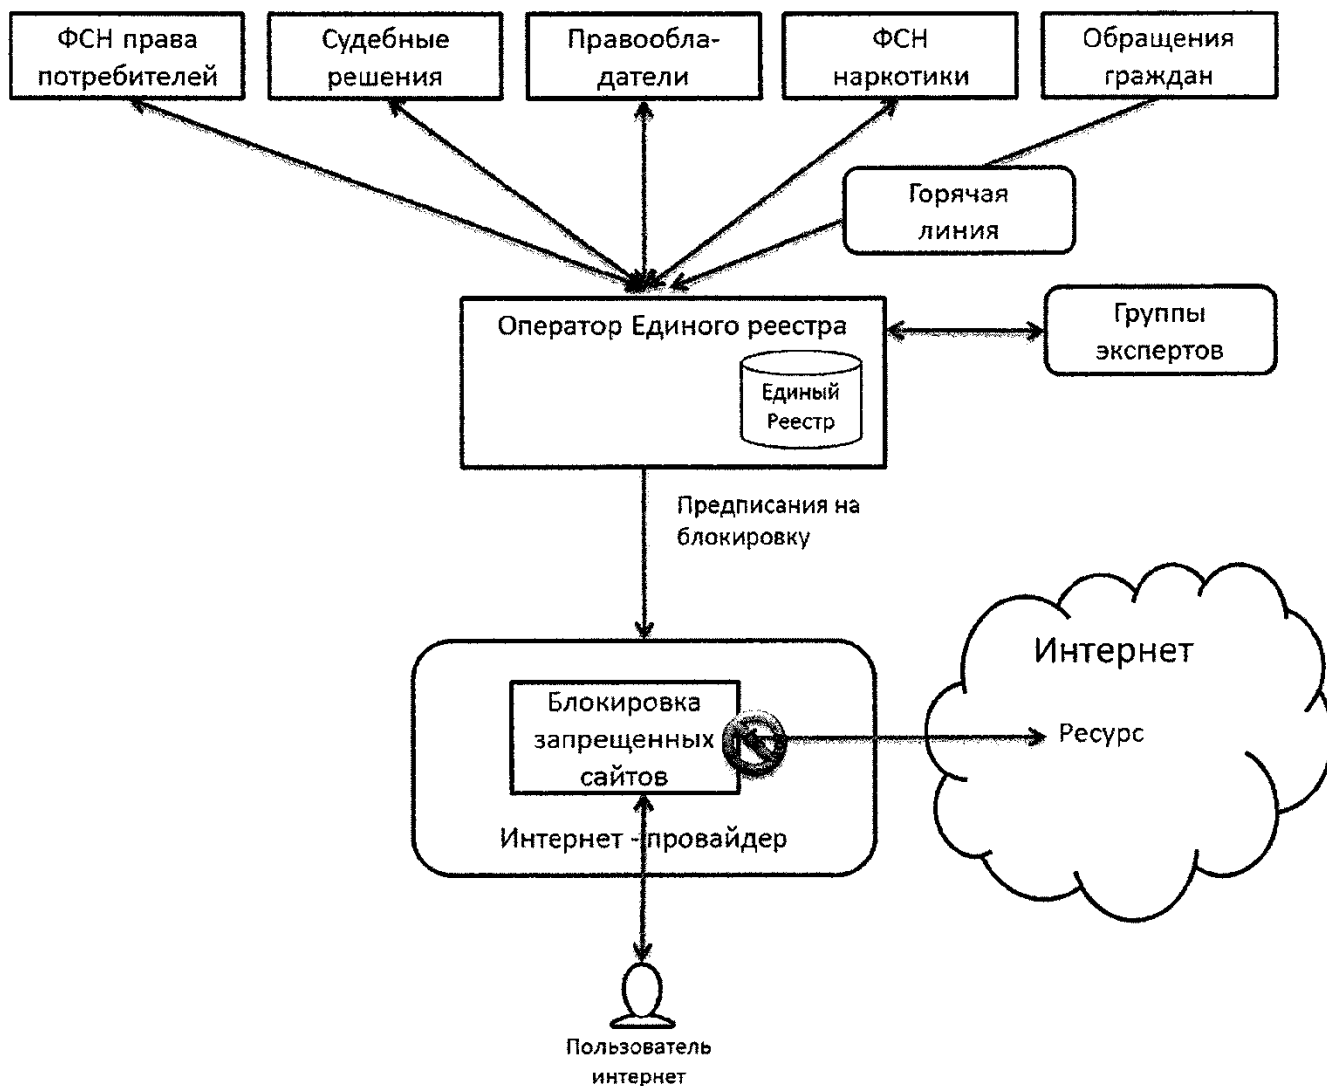 ФСН права
потребителей
Судебные
решения
Правообла-
датели
ФСН
наркотики
Обращения
граждан
Горячая
линия
Оператор Единого реестра
Группы
экспертов
Единый
Реестр
Предписания на
блокировку
Интернет
Блокировка
запрещенных
сайтов
Ресурс
Интернет - провайдер
Пользователь
интернет